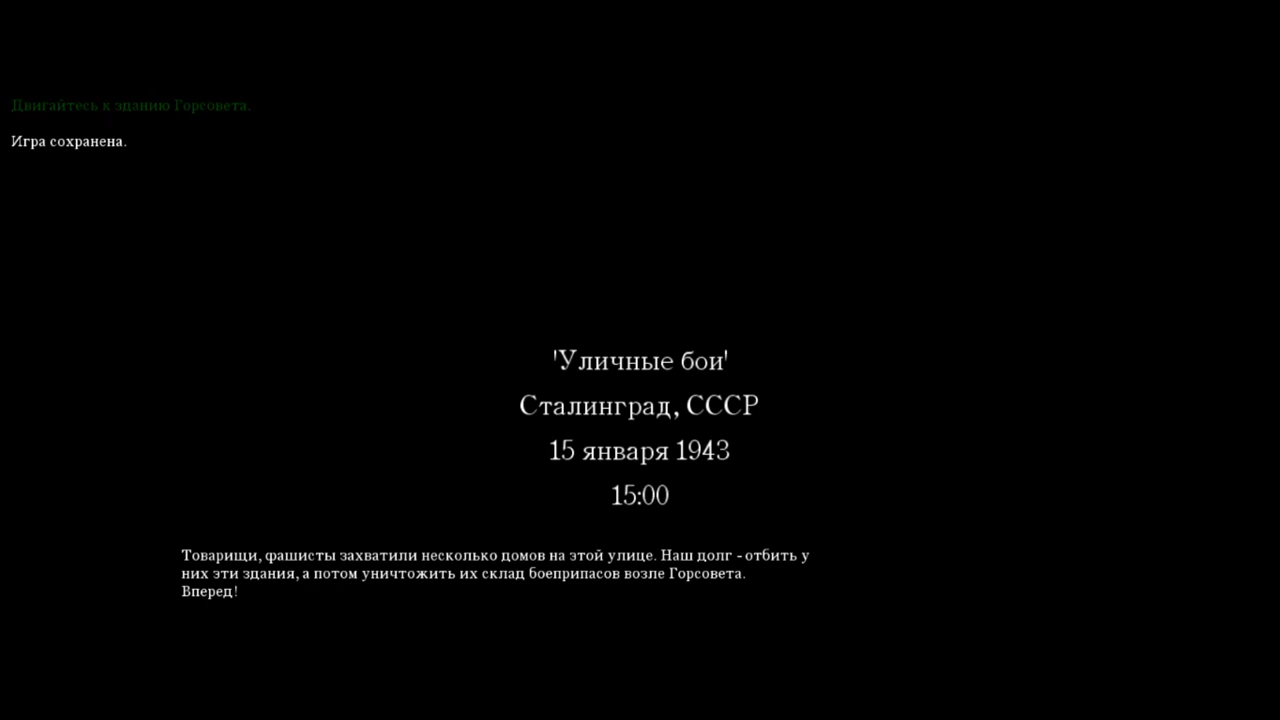 Двигайтесь к зданию Горсовета.
Игра сохранена.
'Уличные бои'
Сталинград, СССР
15 января 1943
15:00
Товарищи, фашисты захватили несколько домов на этой улице. Наш долг - отбить у
них эти здания, а потом уничтожить их склад боеприпасов возле Горсовета.
Вперед!